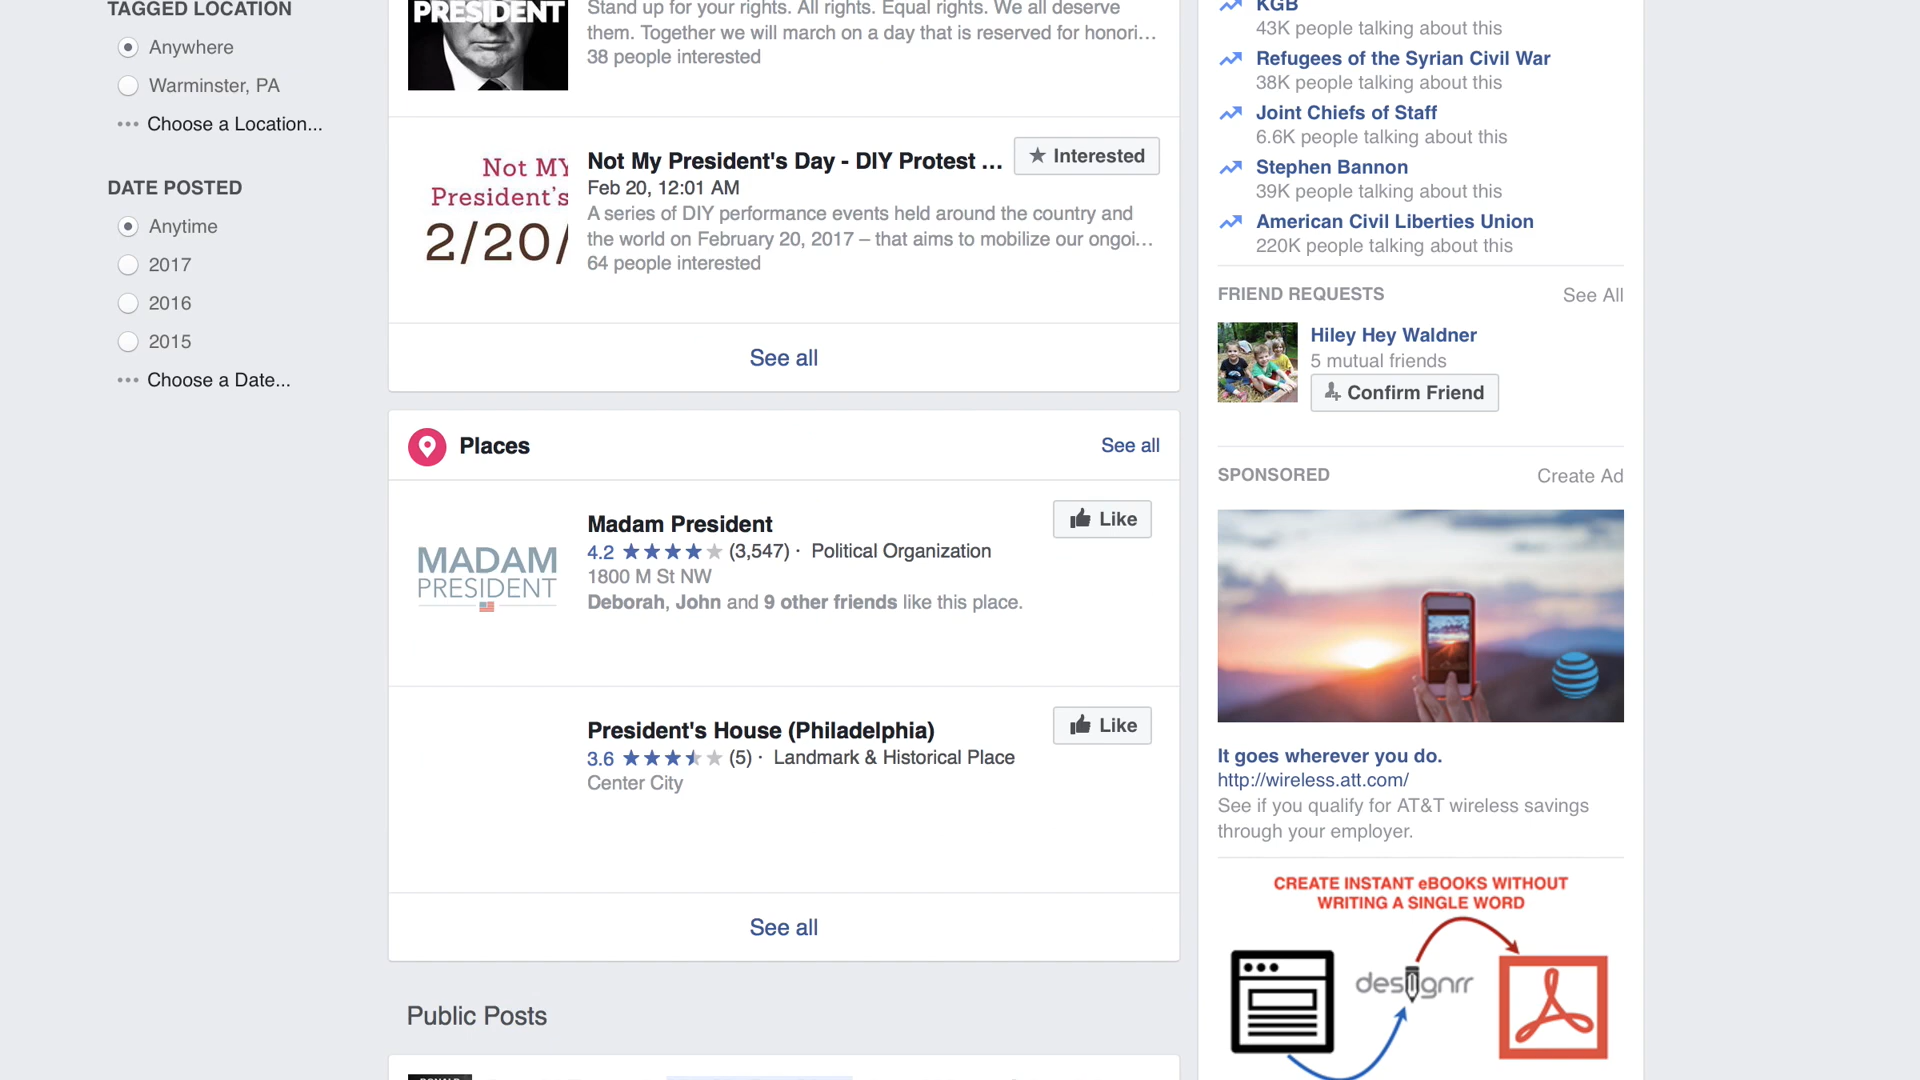 TAGGED LOCATION
Anywhere
Warminster, PA
Choose a Location...
DATE POSTED
Anytime
2017
2016
2015
Choose a Date...
PRESIDENT
Stand up for your rights. All rights. Equal rights. We all deserve
them. Together we will march on a day that is reserved for honori...
38 people interested
Not MY
President's
2/20/
Not My President's Day - DIY Protest ...
Interested
Feb 20, 12:01 AM
A series of DIY performance events held around the country and
the world on February 20, 2017 – that aims to mobilize our ongoi...
64 people interested
See all
Places
See all
MADAM
PRESIDENT
Madam President
Like
4.2 (3,547) · Political Organization
1800 M St NW
Deborah, John and 9 other friends like this place.
President's House (Philadelphia)
Like
3.6 (5) · Landmark & Historical Place
Center City
See all
Public Posts
KGB
43K people talking about this
Refugees of the Syrian Civil War
38K people talking about this
Joint Chiefs of Staff
6.6K people talking about this
Stephen Bannon
39K people talking about this
American Civil Liberties Union
220K people talking about this
FRIEND REQUESTS
See All
Hiley Hey Waldner
5 mutual friends
Confirm Friend
SPONSORED
Create Ad
It goes wherever you do.
http://wireless.att.com/
See if you qualify for AT&T wireless savings
through your employer.
CREATE INSTANT eBOOKS WITHOUT
WRITING A SINGLE WORD
designrr